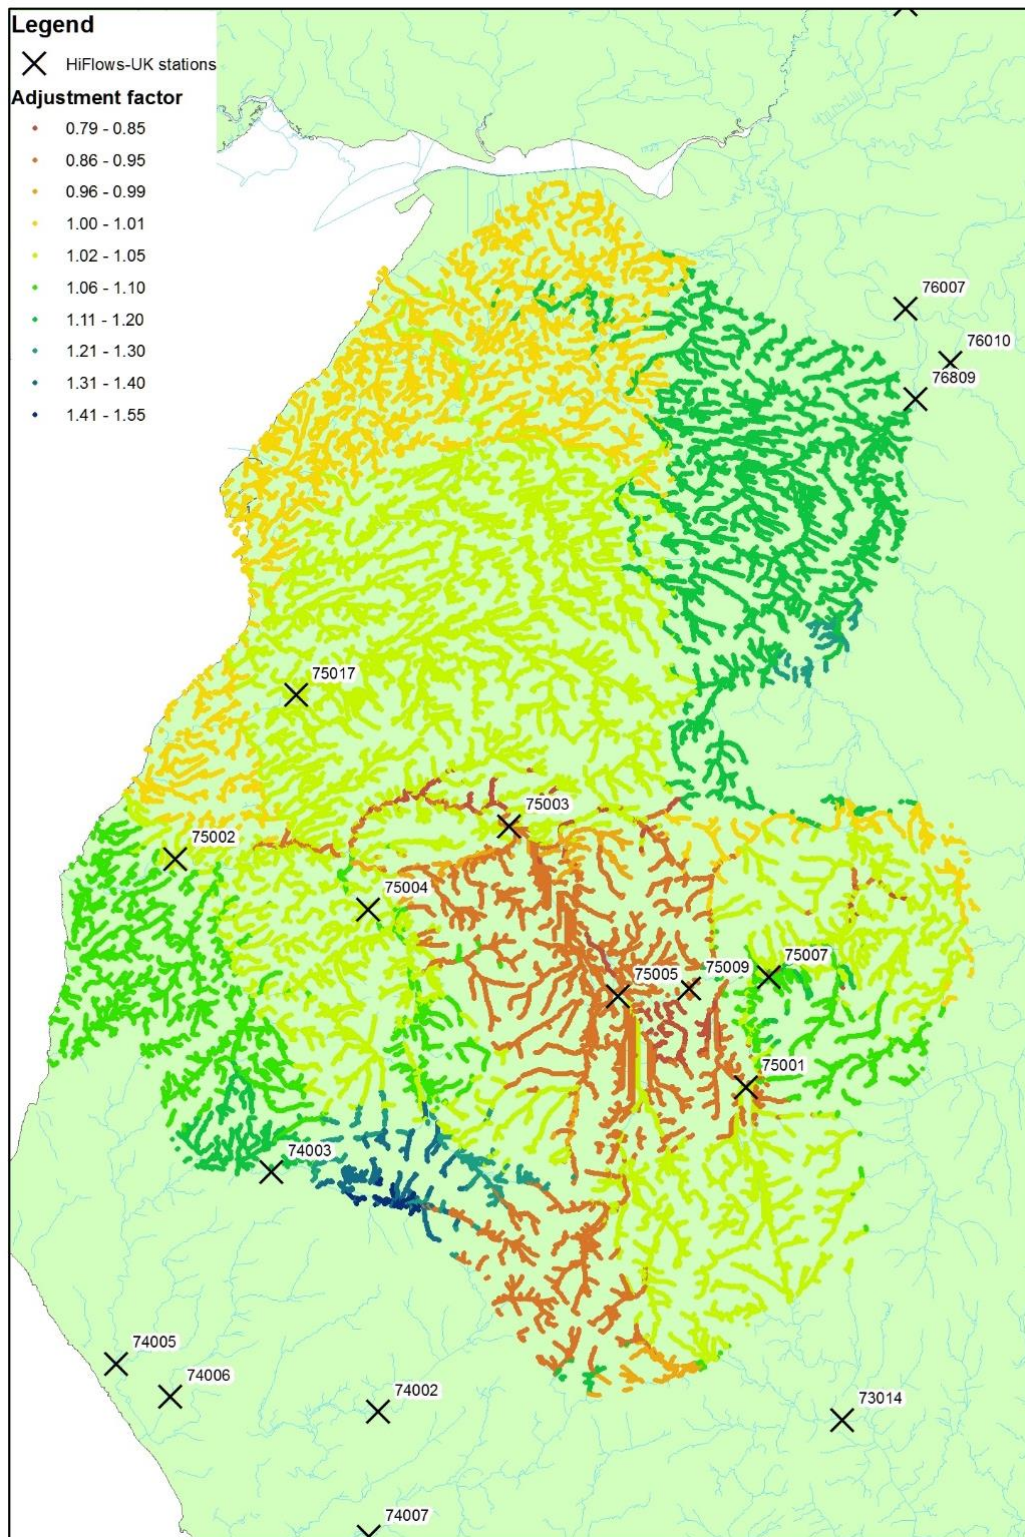 Legend
HiFlows-UK stations
Adjustment factor
0.79 - 0.85
0.86 - 0.95
0.96 - 0.99
1.00 - 1.01
1.02 - 1.05
1.06 - 1.10
1.11 - 1.20
1.21 - 1.30
1.31 - 1.40
1.41 - 1.55
76007
76010
76809
75017
75003
75002
75004
75005
75009
75007
75001
74003
74005
74006
74002
73014
74007